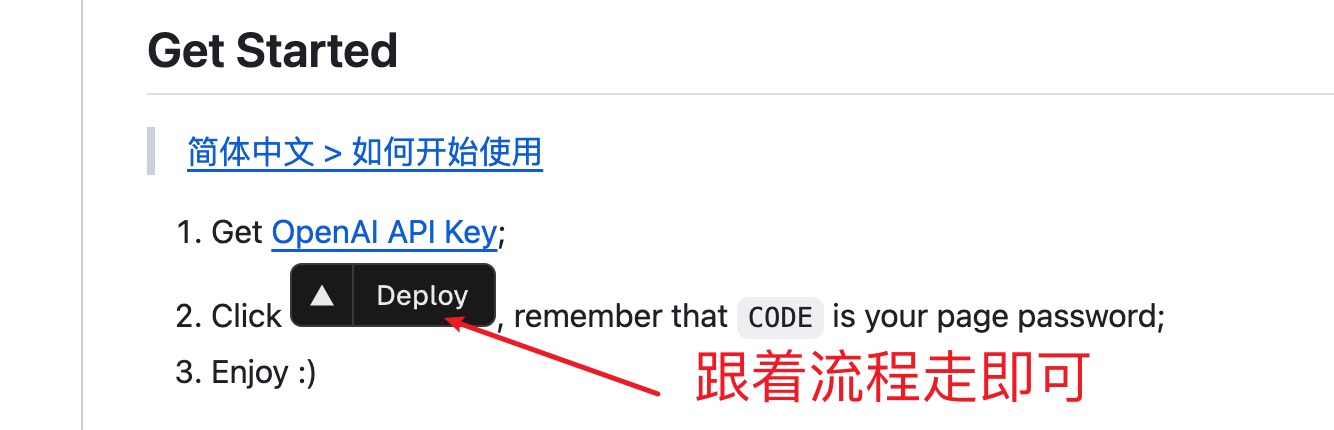 Get Started
简体中文 > 如何开始使用
1. Get OpenAI API Key;
2. Click ▲ Deploy, remember that CODE is your page password;
3. Enjoy :)
跟着流程走即可